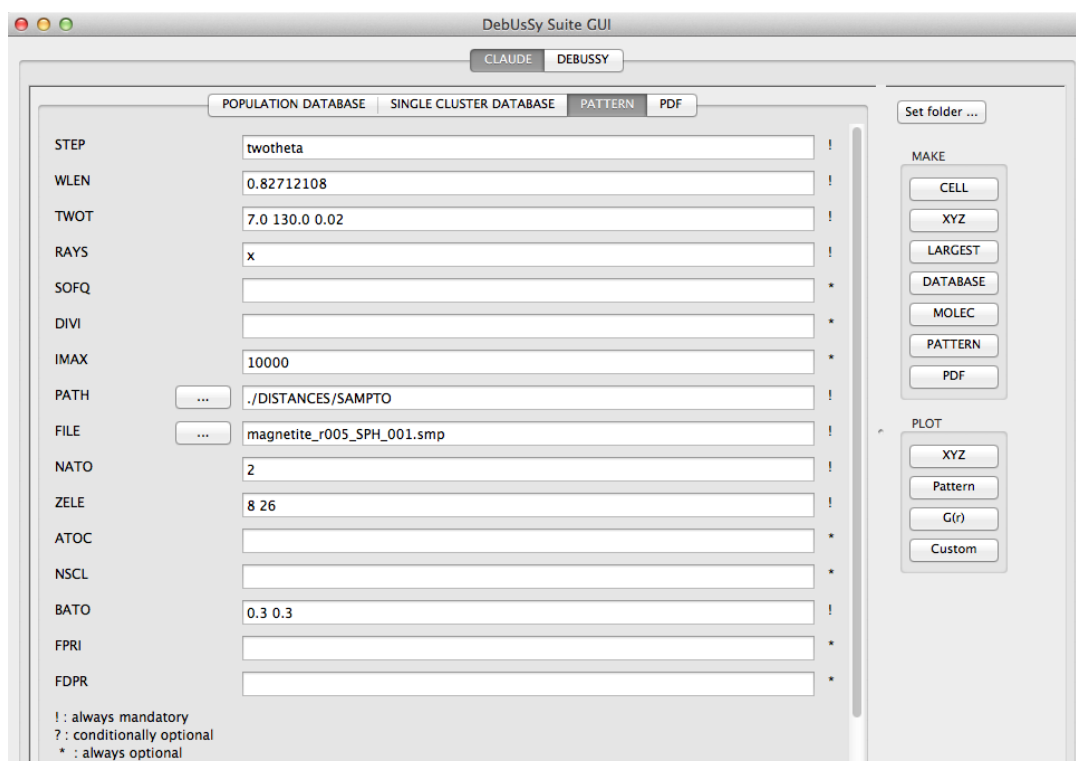 DebUsSy Suite GUI
CLAUDE DEBUSSY
POPULATION DATABASE SINGLE CLUSTER DATABASE PATTERN PDF
Set folder ...
STEP twotheta !
WLEN 0.82712108 !
TWOT 7.0 130.0 0.02 !
RAYS x !
SOFQ *
DIVI *
IMAX 10000 *
PATH ... ./DISTANCES/SAMPTO !
FILE ... magnetite_r005_SPH_001.smp !
NATO 2 !
ZELE 8 26 !
ATOC *
NSCL *
BATO 0.3 0.3 !
FPRI *
FDPR *
! : always mandatory
? : conditionally optional
* : always optional
MAKE
CELL
XYZ
LARGEST
DATABASE
MOLEC
PATTERN
PDF
PLOT
XYZ
Pattern
G(r)
Custom